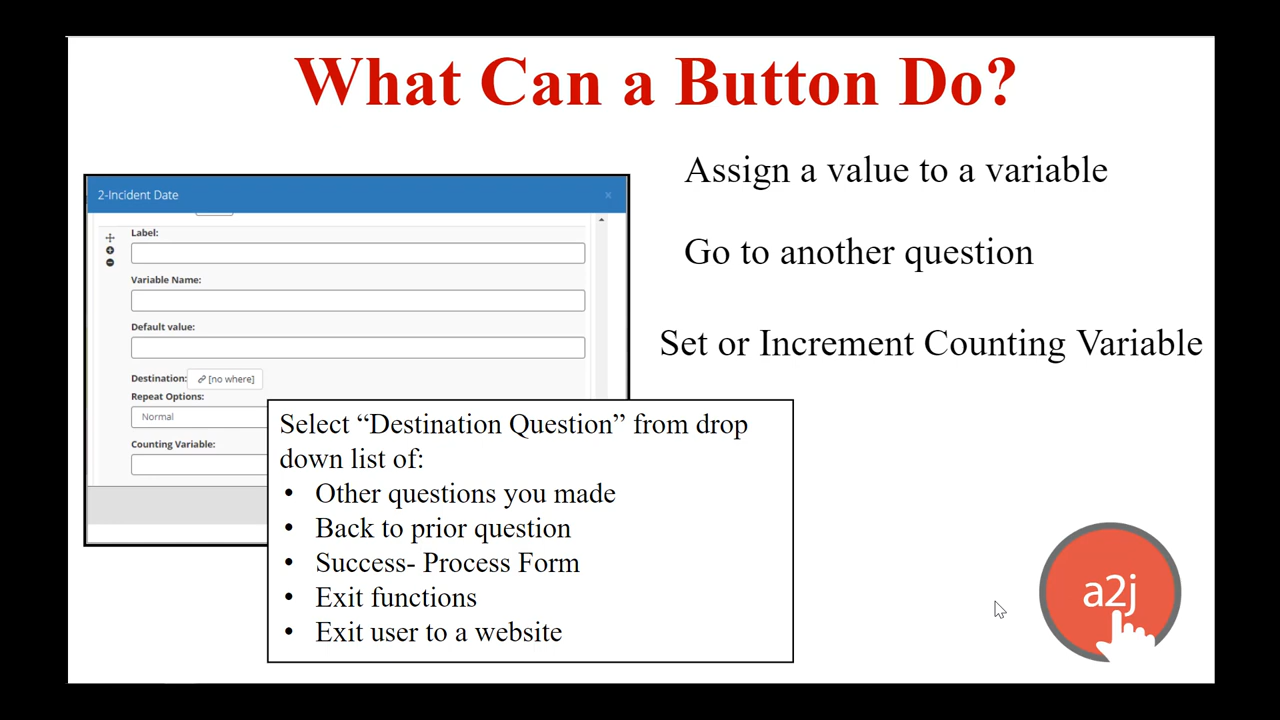 What Can a Button Do?
2-Incident Date
x
Label:
Variable Name:
Default value:
Destination: [no where]
Repeat Options:
Normal
Counting Variable:
Assign a value to a variable
Go to another question
Set or Increment Counting Variable
Select “Destination Question” from drop
down list of:
• Other questions you made
• Back to prior question
• Success- Process Form
• Exit functions
• Exit user to a website
a2j